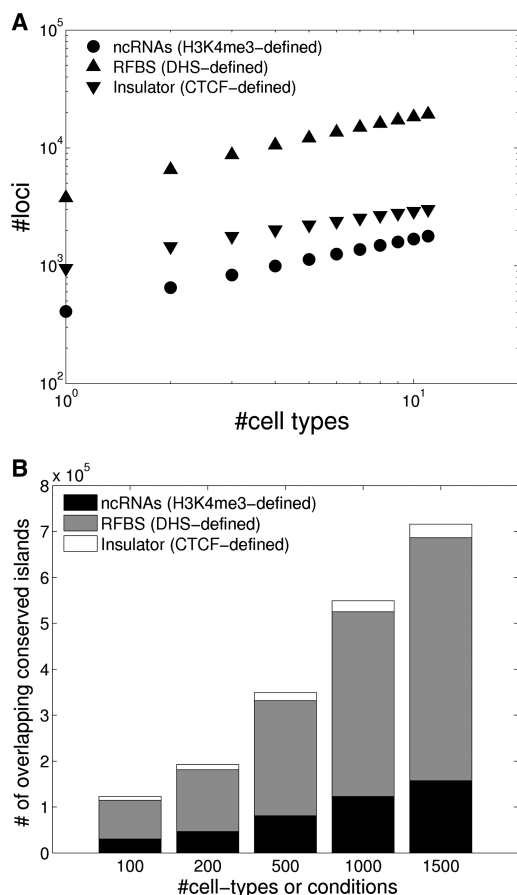 A
10^5
ncRNAs (H3K4me3−defined)
RFBS (DHS−defined)
Insulator (CTCF−defined)
10^4
#loci
10^3
10^2
10^0
10^1
#cell types
B
x 10^5
8
ncRNAs (H3K4me3−defined)
RFBS (DHS−defined)
Insulator (CTCF−defined)
7
6
5
4
3
2
1
0
# of overlapping conserved islands
100 200 500 1000 1500
#cell−types or conditions